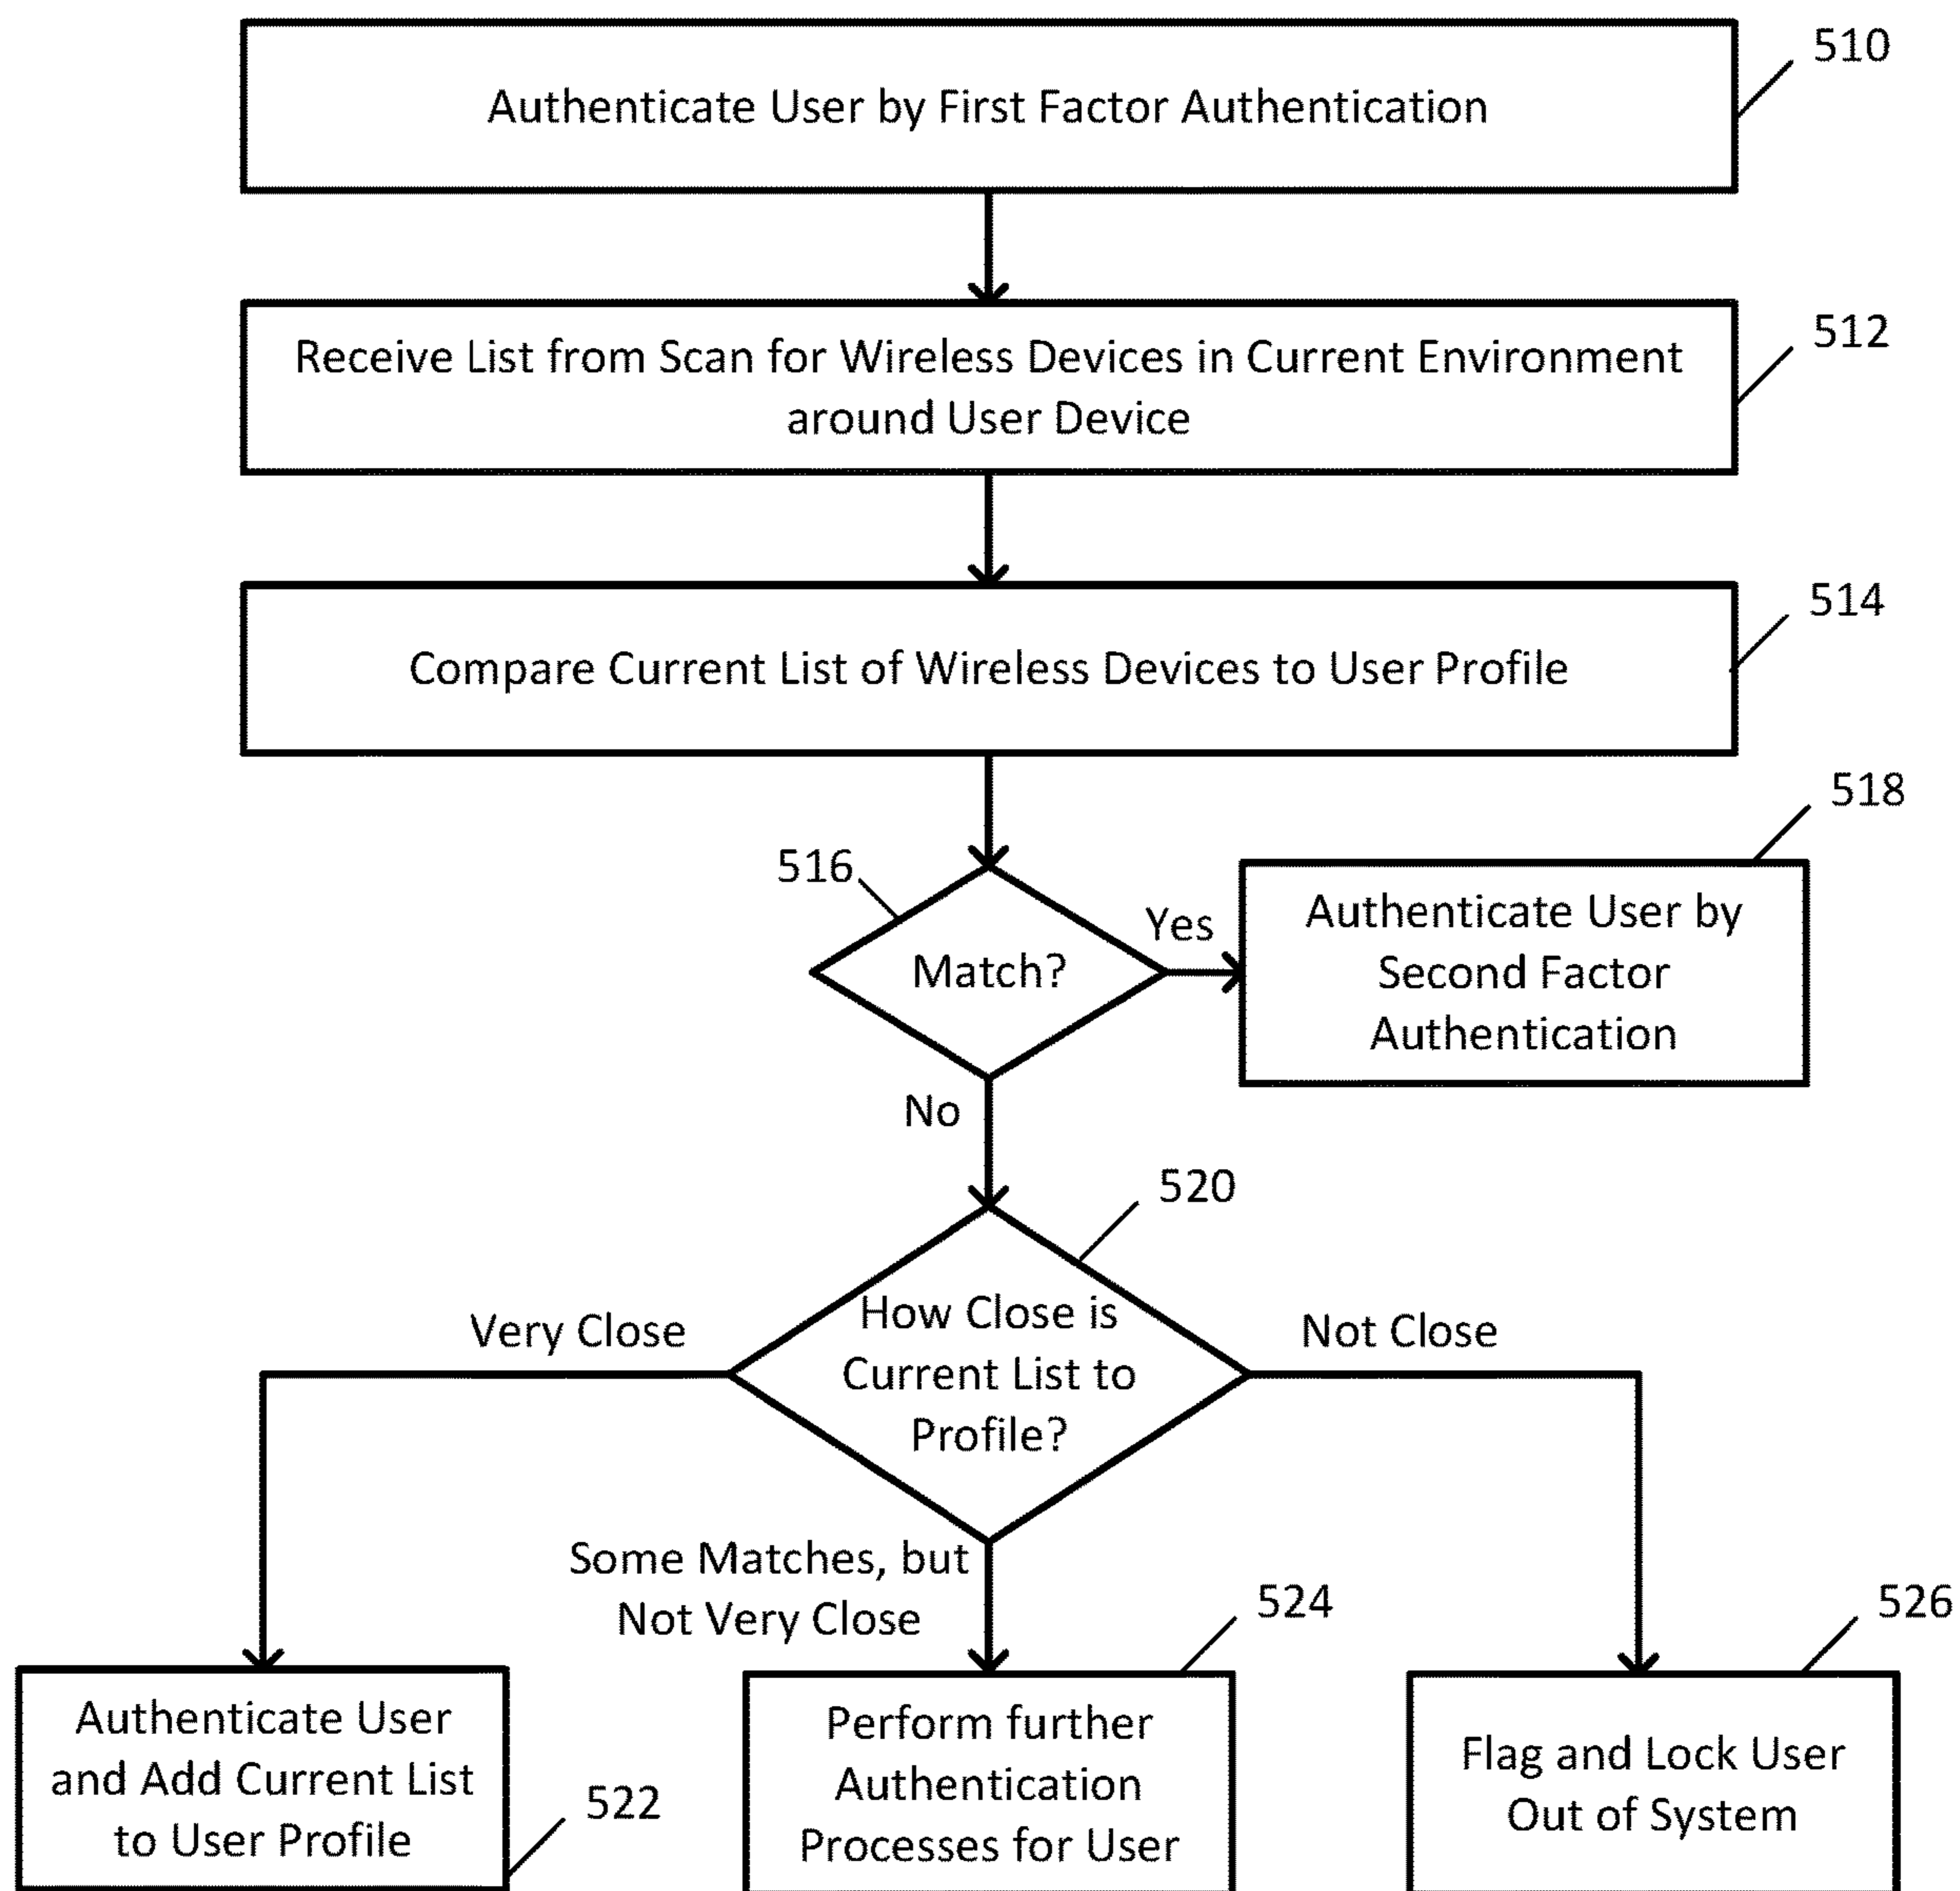 510
Authenticate User by First Factor Authentication
512
Receive List from Scan for Wireless Devices in Current Environment
around User Device
514
Compare Current List of Wireless Devices to User Profile
516
Match?
Yes
518
Authenticate User by
Second Factor
Authentication
No
520
How Close is
Current List to
Profile?
Very Close
Not Close
Some Matches, but
Not Very Close
522
Authenticate User
and Add Current List
to User Profile
524
Perform further
Authentication
Processes for User
526
Flag and Lock User
Out of System